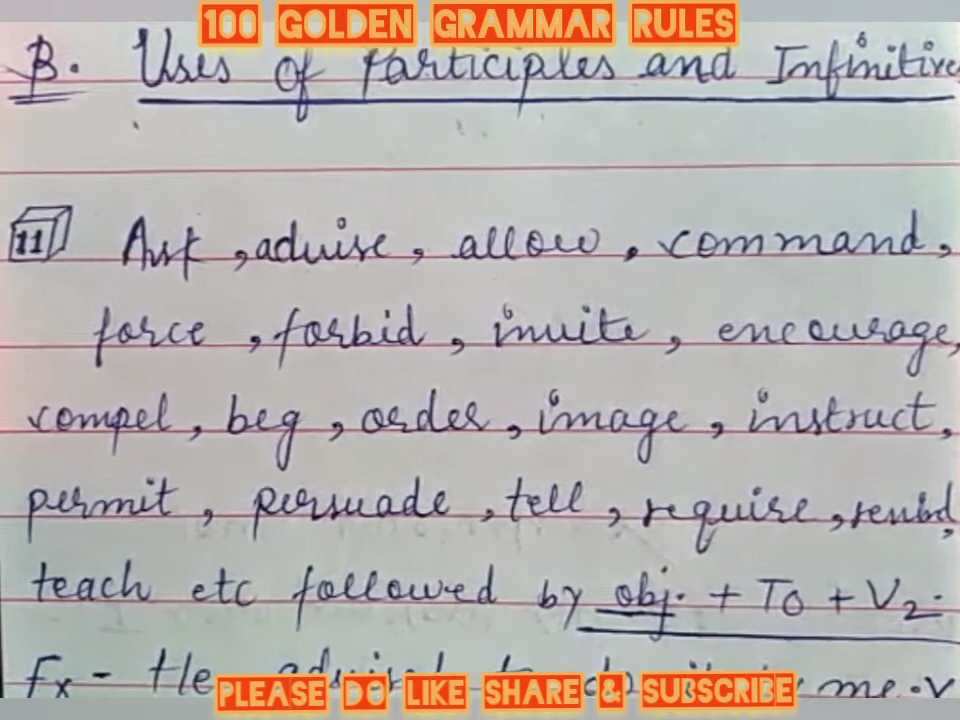 100 GOLDEN GRAMMAR RULES
B. Uses of Participles and Infinitive
11 Ask, advise, allow, command,
force, forbid, invite, encourage,
compel, beg, order, image, instruct,
permit, persuade, tell, require,
teach etc followed by obj. + To + V2.
Ex - He
PLEASE DO LIKE SHARE & SUBSCRIBE